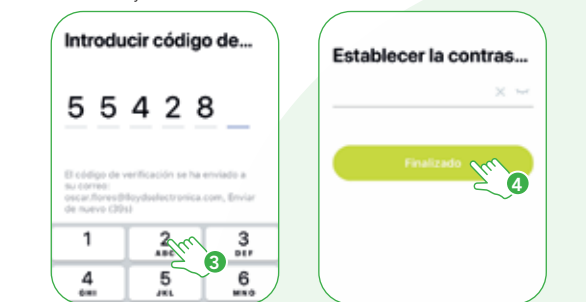 Introducir código de...
5 5 4 2 8
El código de verificación se ha enviado a
su correo:
oscar.flores@lloydselectronica.com, Enviar
de nuevo (39s)
1
2
ABC
3
DEF
3
4
GHI
5
JKL
6
MNO
Establecer la contras...
Finalizado
4